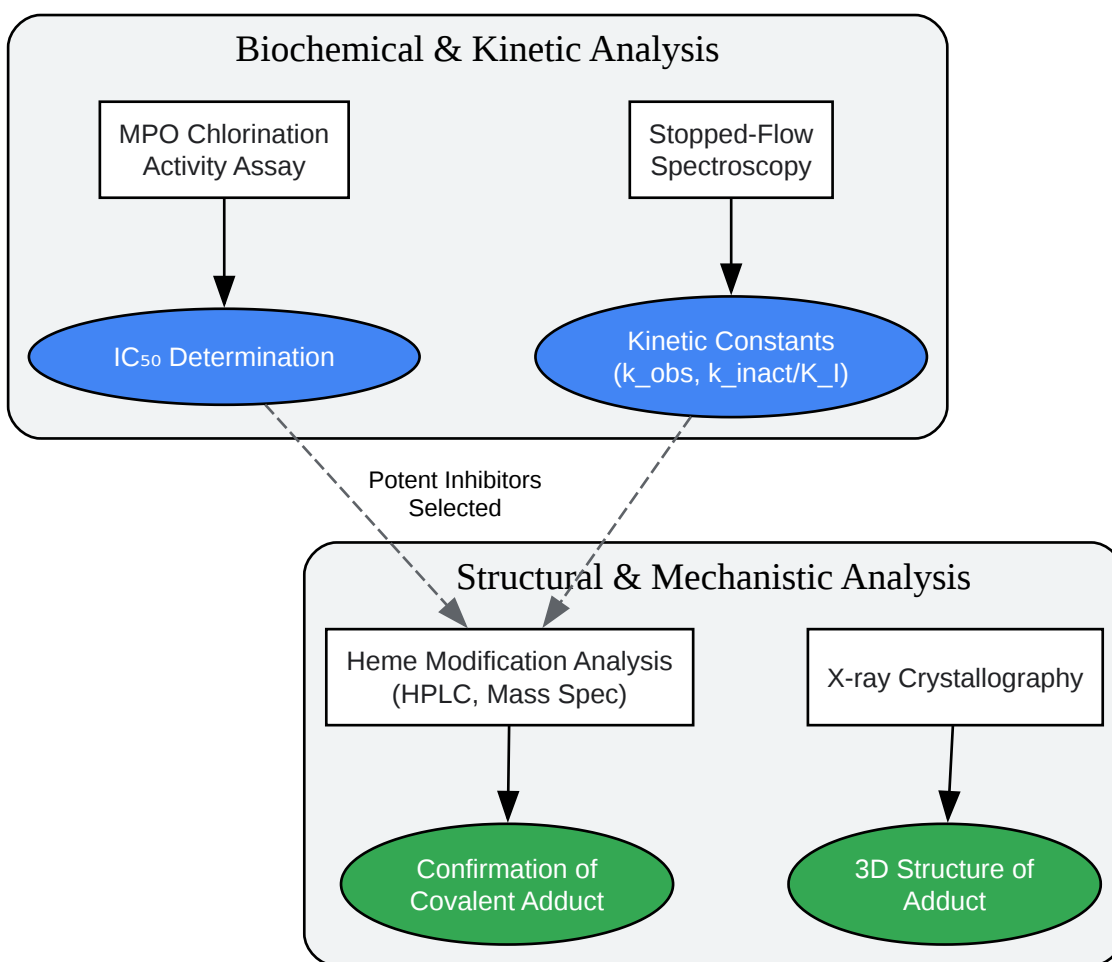 Biochemical & Kinetic Analysis
MPO Chlorination
Activity Assay
Stopped-Flow
Spectroscopy
IC₅₀ Determination
Kinetic Constants
(k_obs, k_inact/K_I)
Potent Inhibitors
Selected
Structural & Mechanistic Analysis
Heme Modification Analysis
(HPLC, Mass Spec)
X-ray Crystallography
Confirmation of
Covalent Adduct
3D Structure of
Adduct